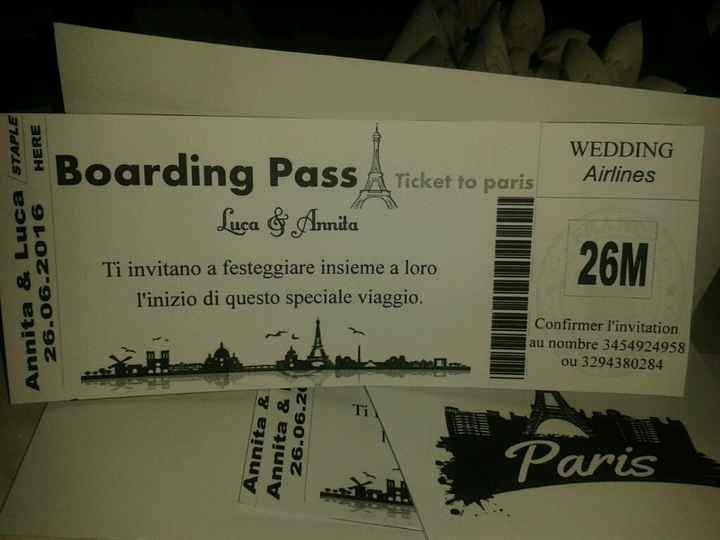 Annita & Luca
26.06.2016
STAPLE
HERE
Boarding Pass
Ticket to paris
Luca & Annita
Ti invitano a festeggiare insieme a loro
l'inizio di questo speciale viaggio.
WEDDING
Airlines
26M
Confirmer l'invitation
au nombre 3454924958
ou 3294380284
Annita &
Annita &
26.06.20
Ti
Paris